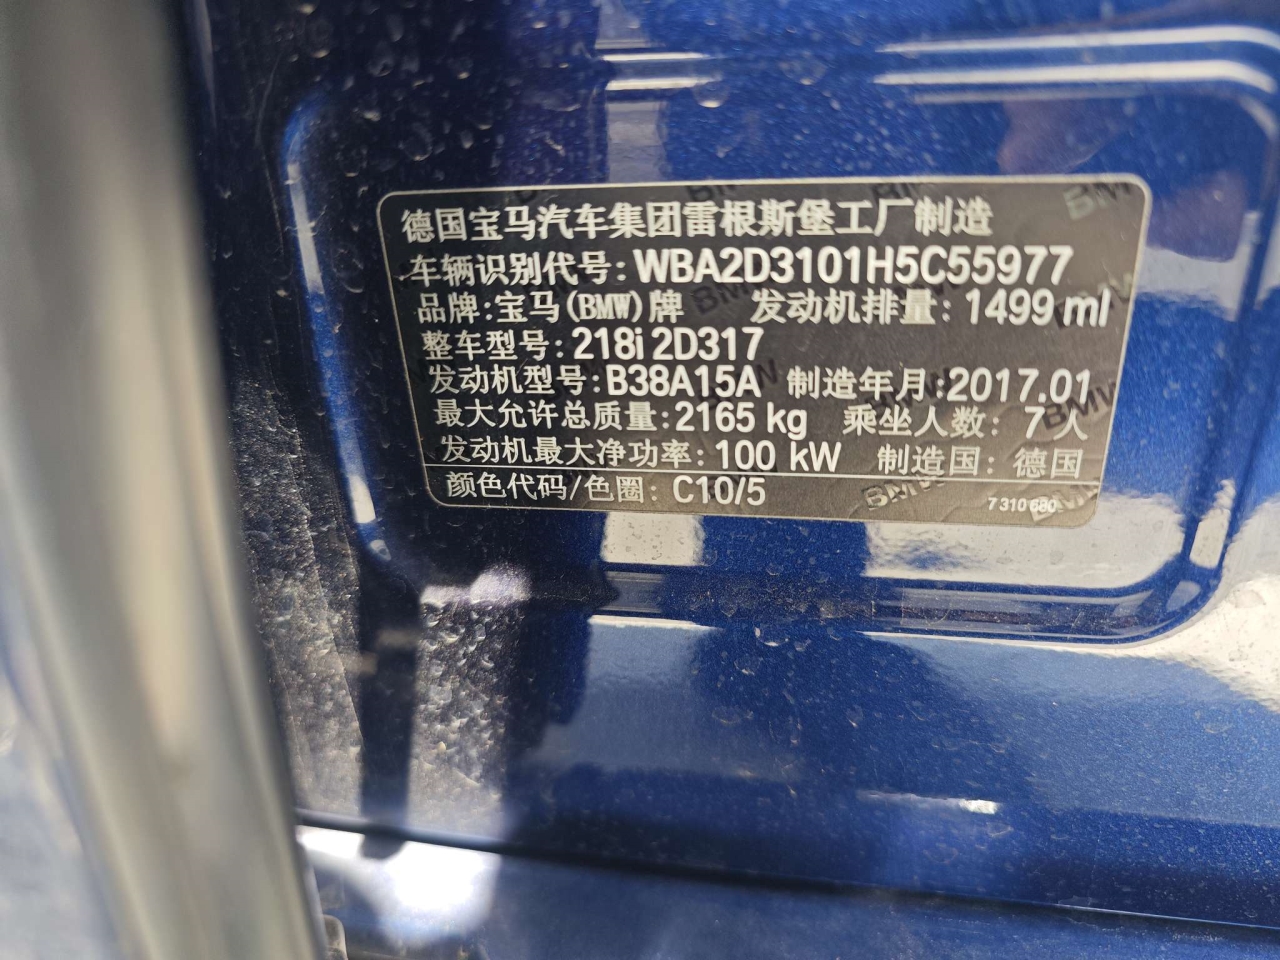 德国宝马汽车集团雷根斯堡工厂制造
车辆识别代号:WBA2D3101H5C55977
品牌:宝马(BMW)牌 发动机排量:1499 ml
整车型号:218i 2D317
发动机型号:B38A15A 制造年月:2017.01
最大允许总质量:2165 kg 乘坐人数:7人
发动机最大净功率:100 kW 制造国:德国
颜色代码/色圈:C10/5
7 310 680